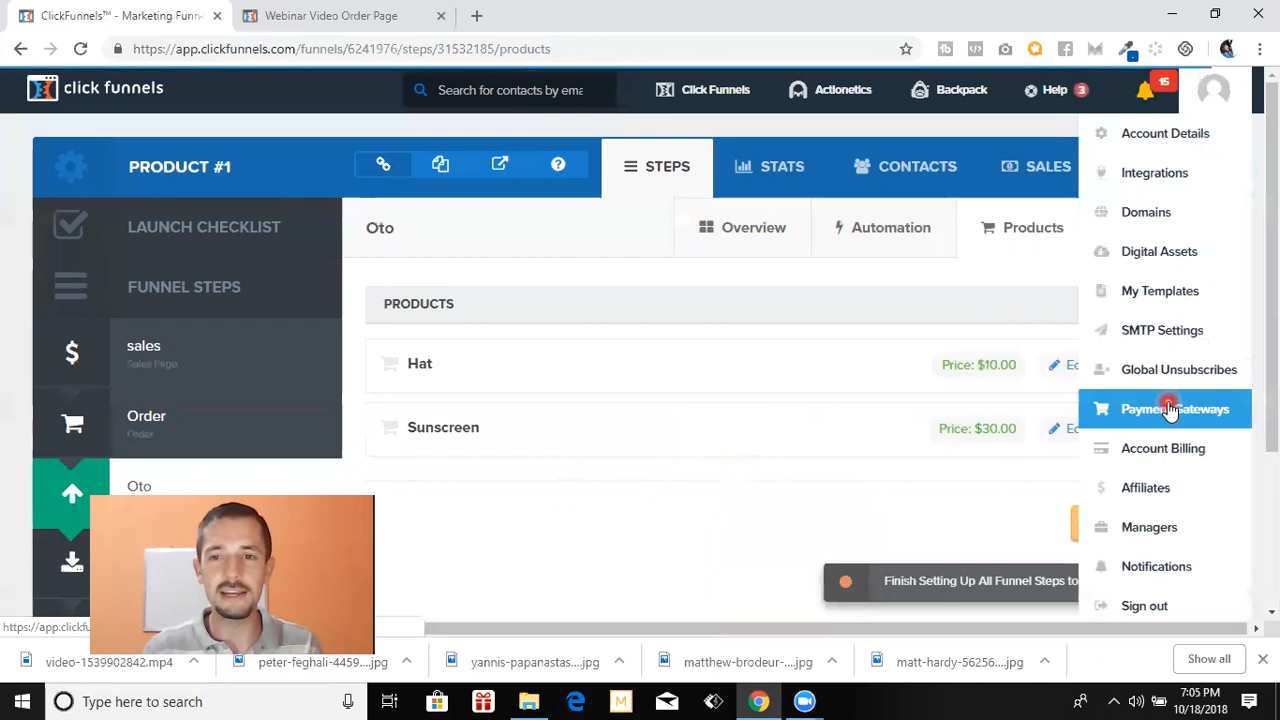 ClickFunnels™ - Marketing Funn
Webinar Video Order Page
https://app.clickfunnels.com/funnels/6241976/steps/31532185/products
click funnels
Search for contacts by ema
Click Funnels
Actionetics
Backpack
Help 3
15
PRODUCT #1
STEPS
STATS
CONTACTS
SALES
Account Details
Integrations
Domains
Digital Assets
My Templates
SMTP Settings
Global Unsubscribes
Payment Gateways
Account Billing
Affiliates
Managers
Notifications
Sign out
LAUNCH CHECKLIST
FUNNEL STEPS
sales
Sales Page
Order
Order
Oto
Oto
Overview
Automation
Products
PRODUCTS
Hat
Price: $10.00
Ed
Sunscreen
Price: $30.00
Ed
Finish Setting Up All Funnel Steps to
https://app.clickfu
video-1539902842.mp4
peter-feghali-4459....jpg
yannis-papanastas....jpg
matthew-brodeur-....jpg
matt-hardy-56256....jpg
Show all
Type here to search
7:05 PM
10/18/2018